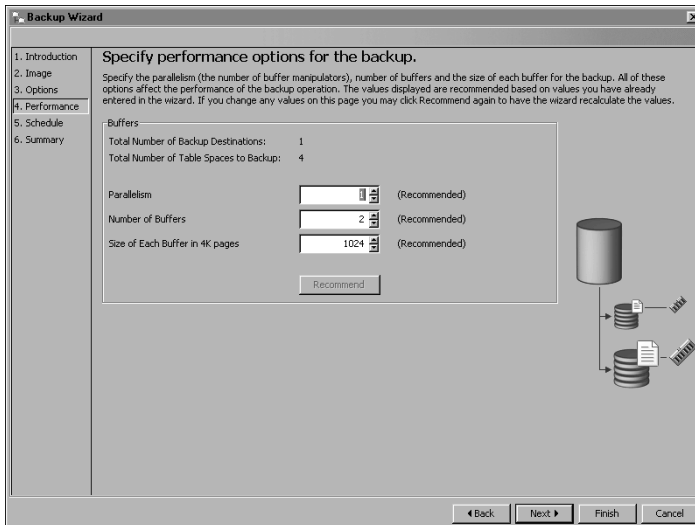 Backup Wizard
1. Introduction
2. Image
3. Options
4. Performance
5. Schedule
6. Summary
Specify performance options for the backup.
Specify the parallelism (the number of buffer manipulators), number of buffers and the size of each buffer for the backup. All of these
options affect the performance of the backup operation. The values displayed are recommended based on values you have already
entered in the wizard. If you change any values on this page you may click Recommend again to have the wizard recalculate the values.
Buffers
Total Number of Backup Destinations: 1
Total Number of Table Spaces to Backup: 4
Parallelism 1 (Recommended)
Number of Buffers 2 (Recommended)
Size of Each Buffer in 4K pages 1024 (Recommended)
Recommend
Back Next Finish Cancel